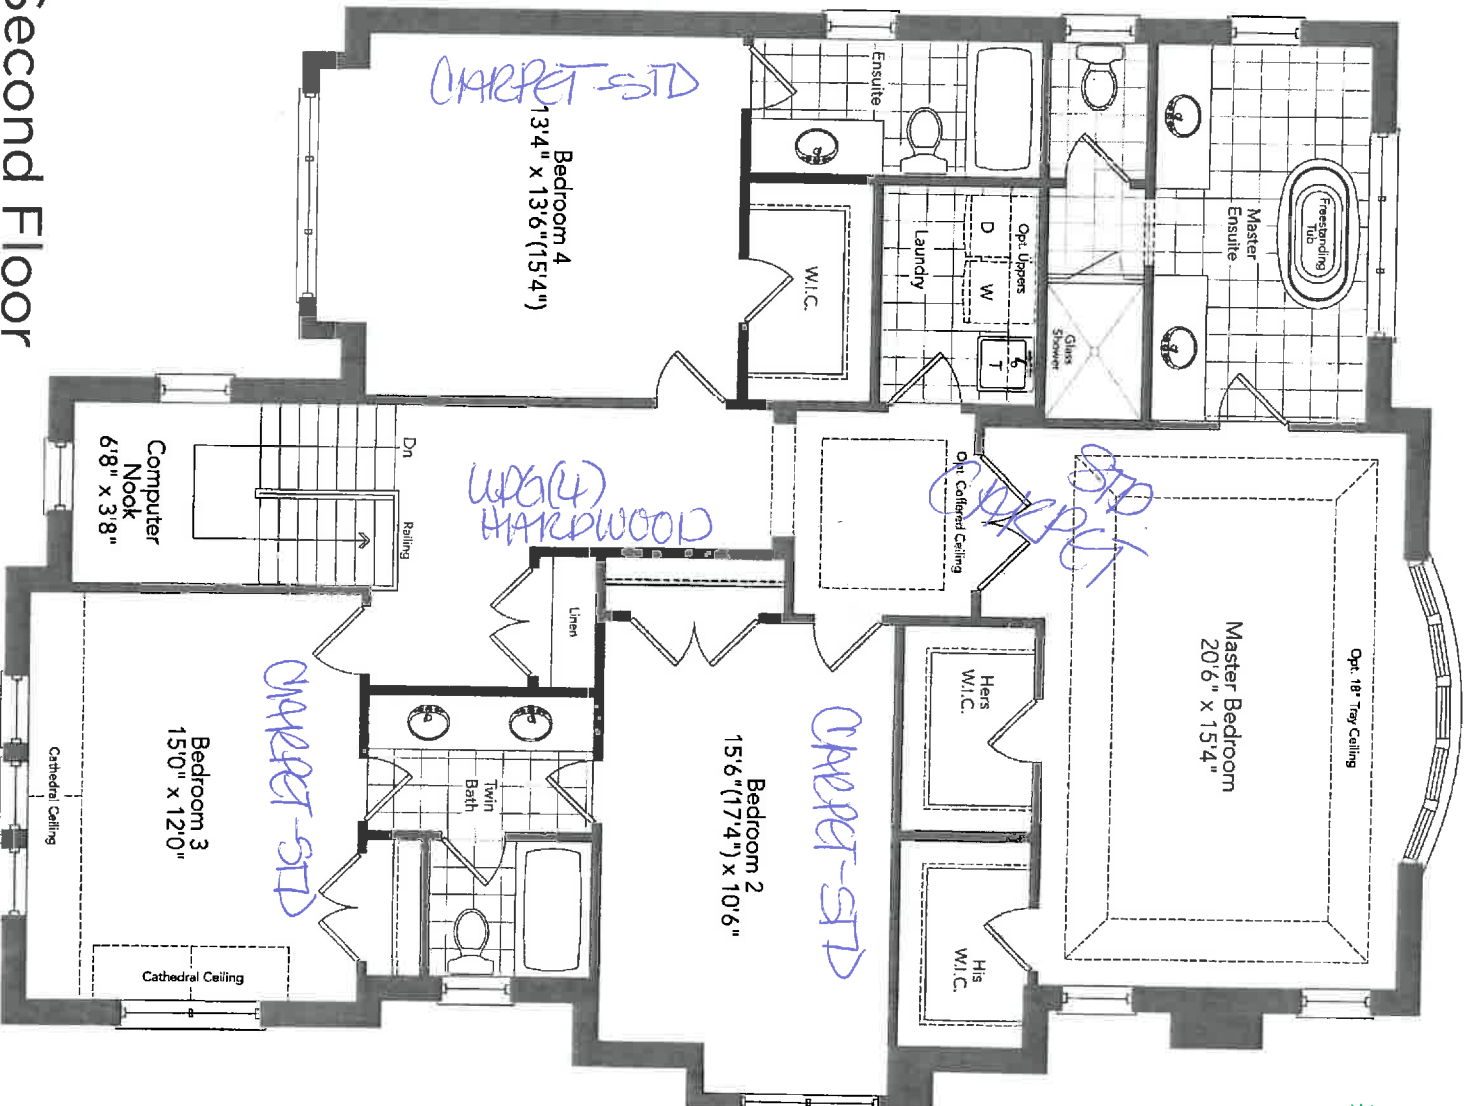 Second Floor
CARPET-STD
Bedroom 4
13'4" x 13'6"(15'4")
Ensuite
W.I.C.
Opt. Uppers
D
W
T
Laundry
Glass
Shower
Master
Ensuite
Freestanding
Tub
Computer
Nook
6'8" x 3'8"
Dn
Railing
UPG(4)
HARDWOOD
Linen
Opt Coffered Ceiling
STD.
CARPET
Opt. 18" Tray Ceiling
Master Bedroom
20'6" x 15'4"
Hers
W.I.C.
His
W.I.C.
CARPET-STD
Bedroom 2
15'6"(17'4") x 10'6"
Twin
Bath
CARPET-STD
Bedroom 3
15'0" x 12'0"
Cathedral Ceiling
Cathedral Ceiling